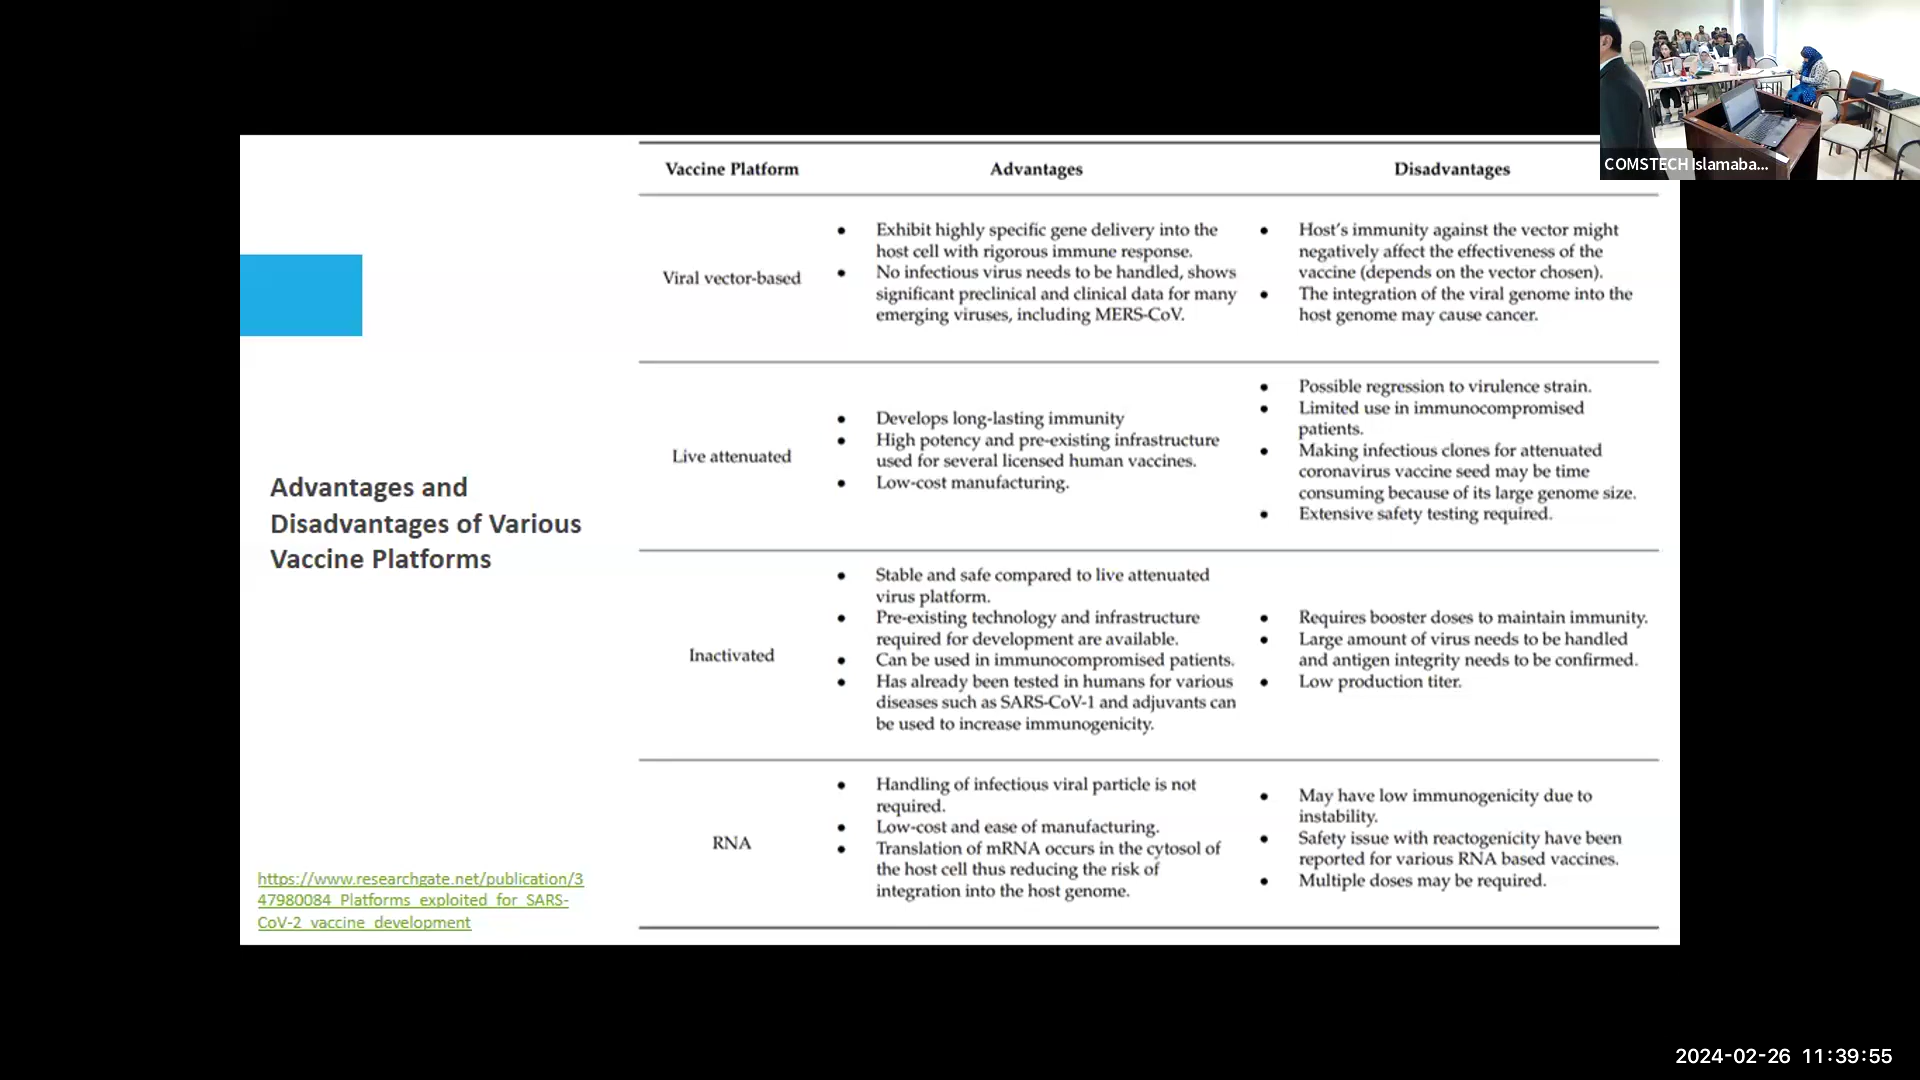 COMSTECH Islamaba...
Vaccine Platform
Advantages
Disadvantages
Viral vector-based
• Exhibit highly specific gene delivery into the
host cell with rigorous immune response.
• No infectious virus needs to be handled, shows
significant preclinical and clinical data for many
emerging viruses, including MERS-CoV.
• Host's immunity against the vector might
negatively affect the effectiveness of the
vaccine (depends on the vector chosen).
• The integration of the viral genome into the
host genome may cause cancer.
Live attenuated
• Develops long-lasting immunity
• High potency and pre-existing infrastructure
used for several licensed human vaccines.
• Low-cost manufacturing.
• Possible regression to virulence strain.
• Limited use in immunocompromised
patients.
• Making infectious clones for attenuated
coronavirus vaccine seed may be time
consuming because of its large genome size.
• Extensive safety testing required.
Inactivated
• Stable and safe compared to live attenuated
virus platform.
• Pre-existing technology and infrastructure
required for development are available.
• Can be used in immunocompromised patients.
• Has already been tested in humans for various
diseases such as SARS-CoV-1 and adjuvants can
be used to increase immunogenicity.
• Requires booster doses to maintain immunity.
• Large amount of virus needs to be handled
and antigen integrity needs to be confirmed.
• Low production titer.
RNA
• Handling of infectious viral particle is not
required.
• Low-cost and ease of manufacturing.
• Translation of mRNA occurs in the cytosol of
the host cell thus reducing the risk of
integration into the host genome.
• May have low immunogenicity due to
instability.
• Safety issue with reactogenicity have been
reported for various RNA based vaccines.
• Multiple doses may be required.
Advantages and
Disadvantages of Various
Vaccine Platforms
https://www.researchgate.net/publication/3
47980084_Platforms_exploited_for_SARS-
CoV-2_vaccine_development
2024-02-26 11:39:55